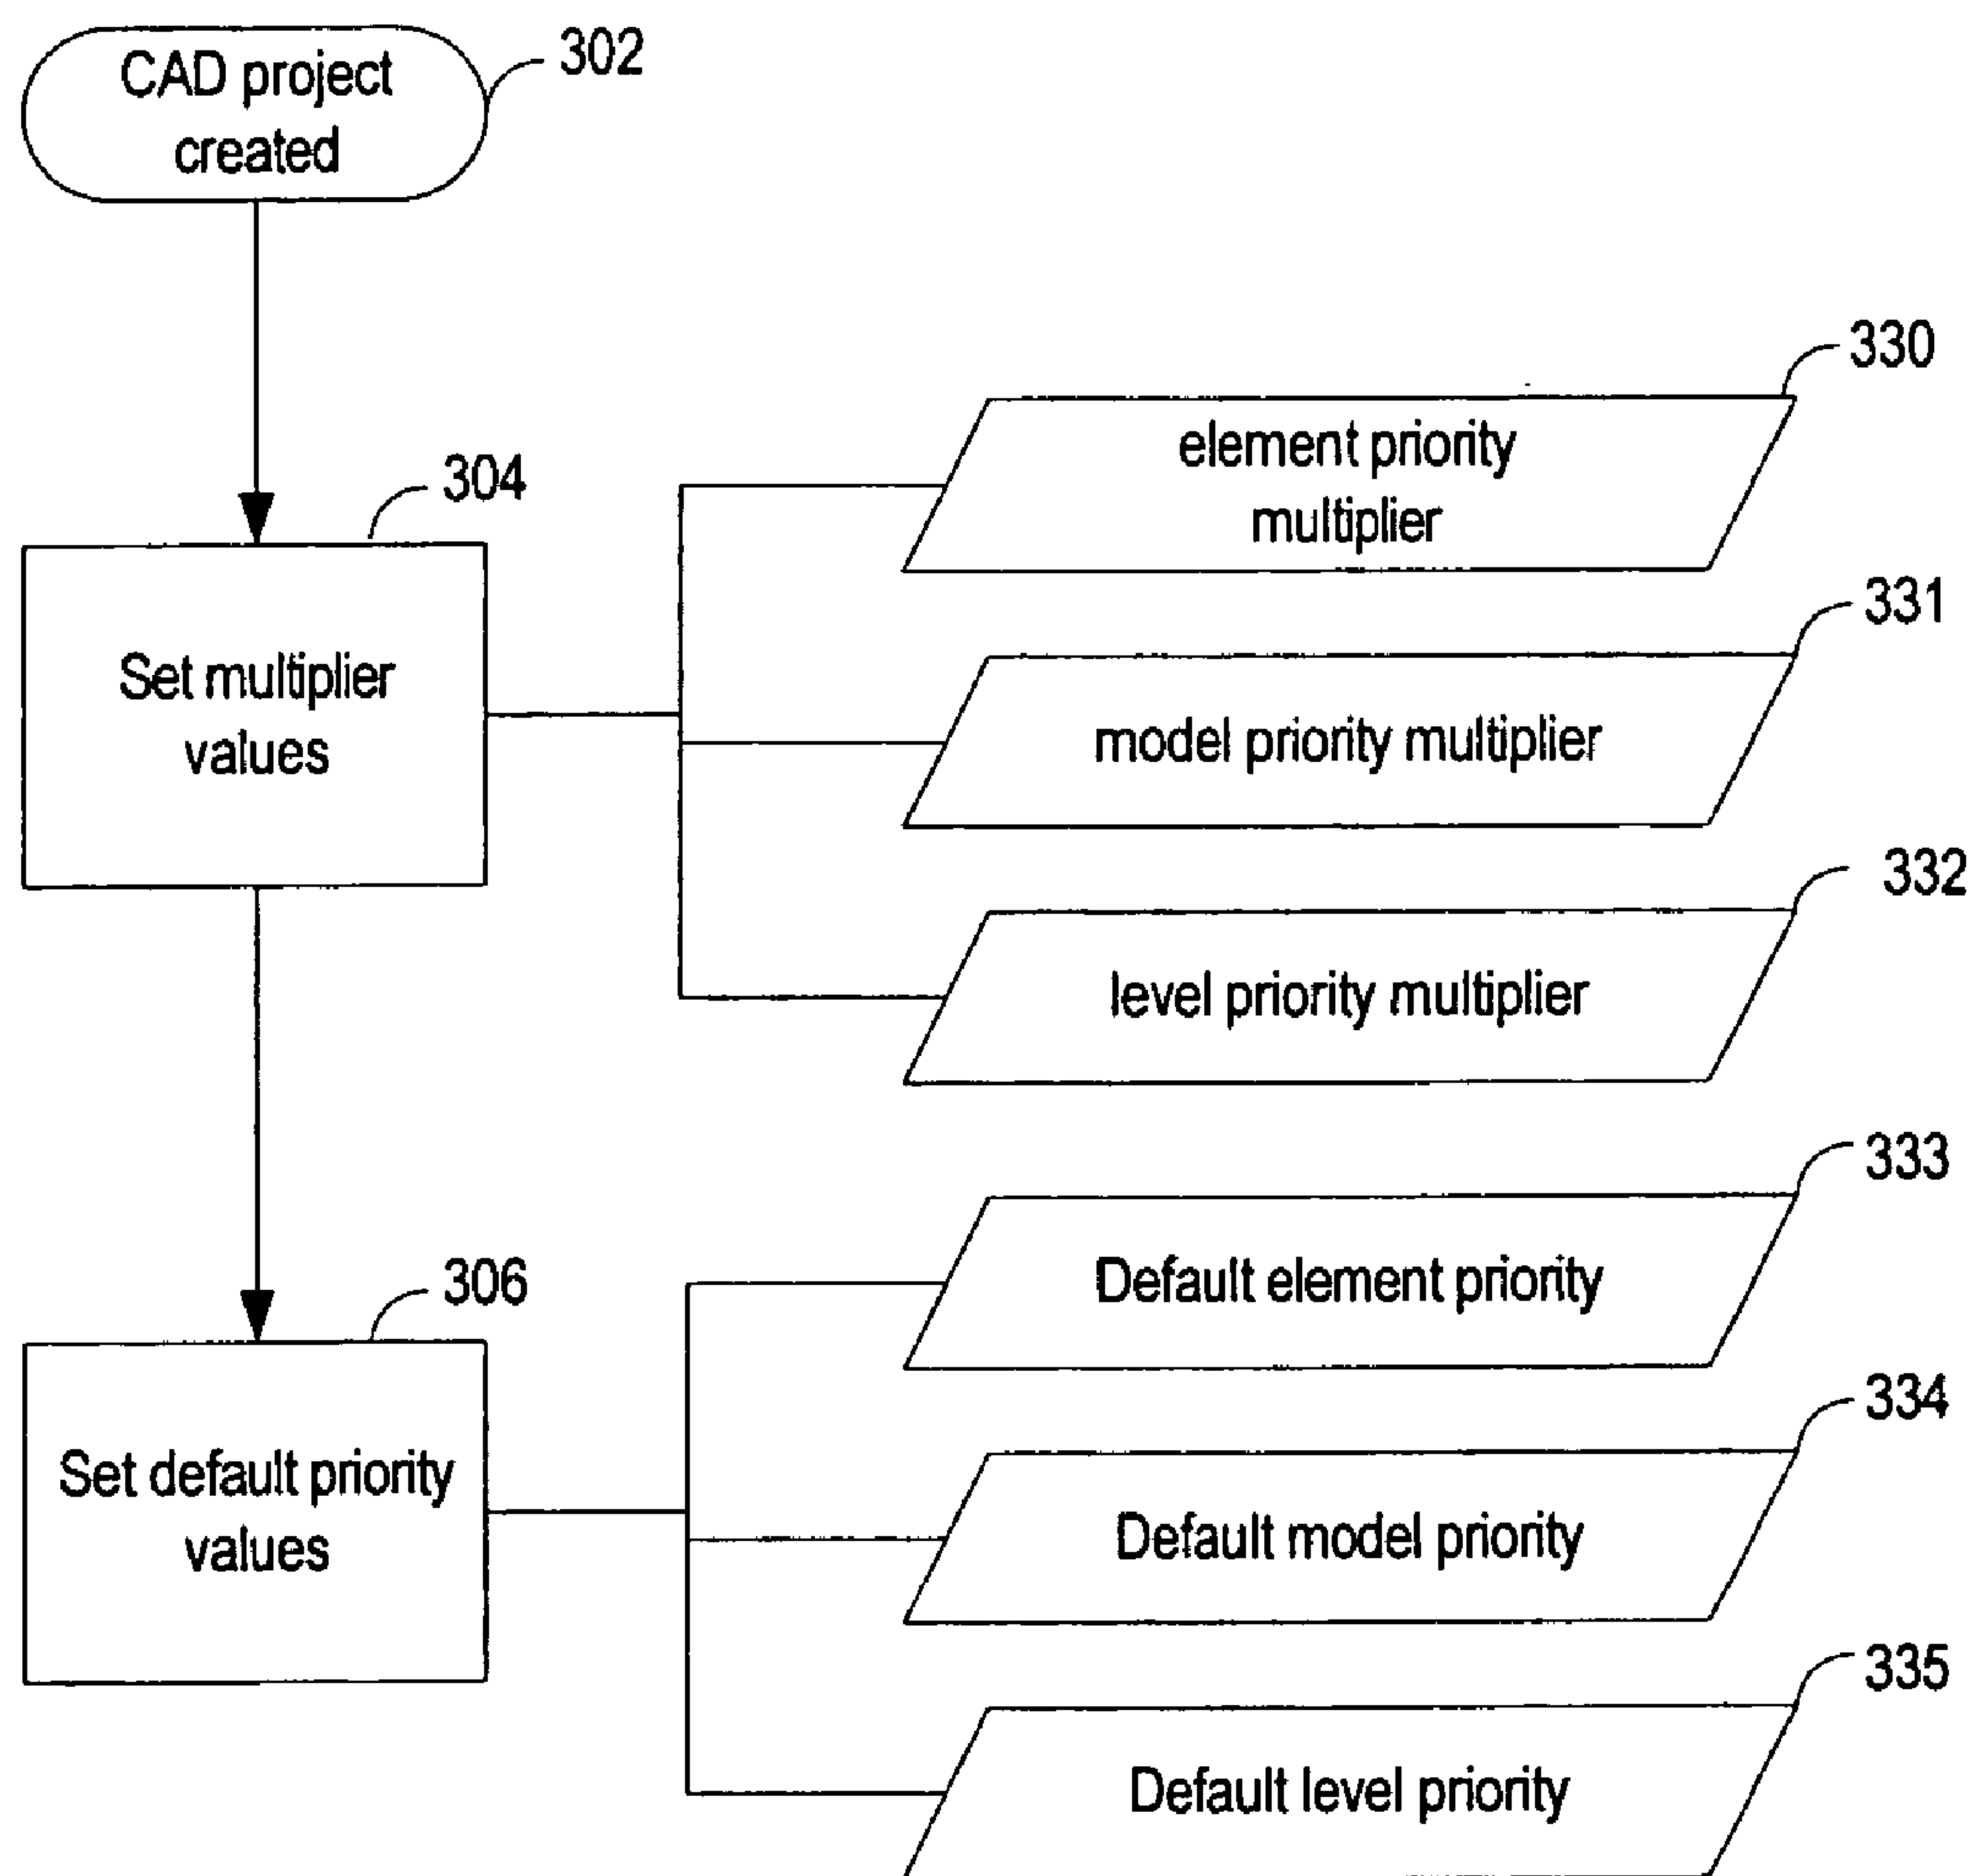 CAD project
created
302
330
element priority
multiplier
304
Set multiplier
values
331
model priority multiplier
332
level priority multiplier
333
Default element priority
306
Set default priority
values
334
Default model priority
335
Default level priority